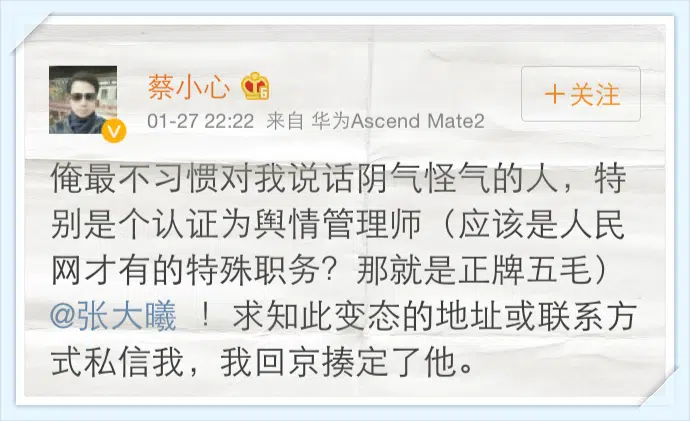 蔡小心
＋关注
01-27 22:22 来自 华为Ascend Mate2
俺最不习惯对我说话阴气怪气的人，特
别是个认证为舆情管理师（应该是人民
网才有的特殊职务？那就是正牌五毛）
@张大曦 ！求知此变态的地址或联系方
式私信我，我回京揍定了他。